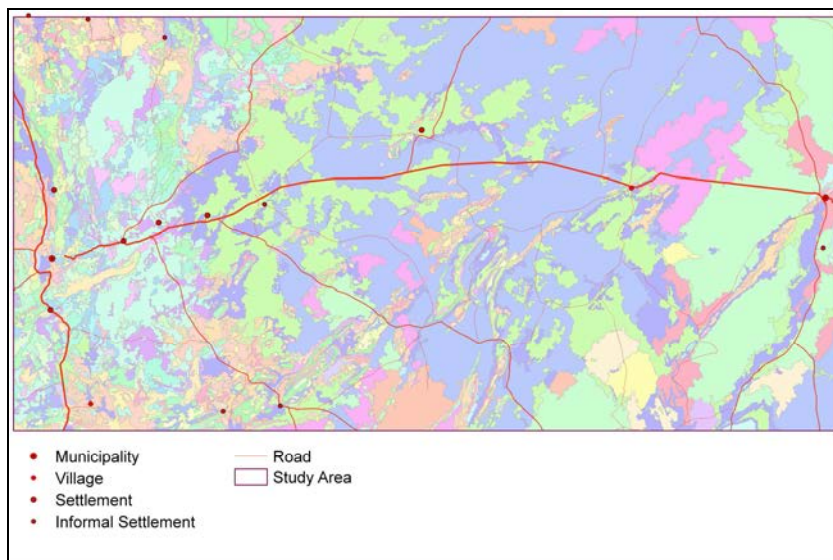 Municipality
Village
Settlement
Informal Settlement
Road
Study Area